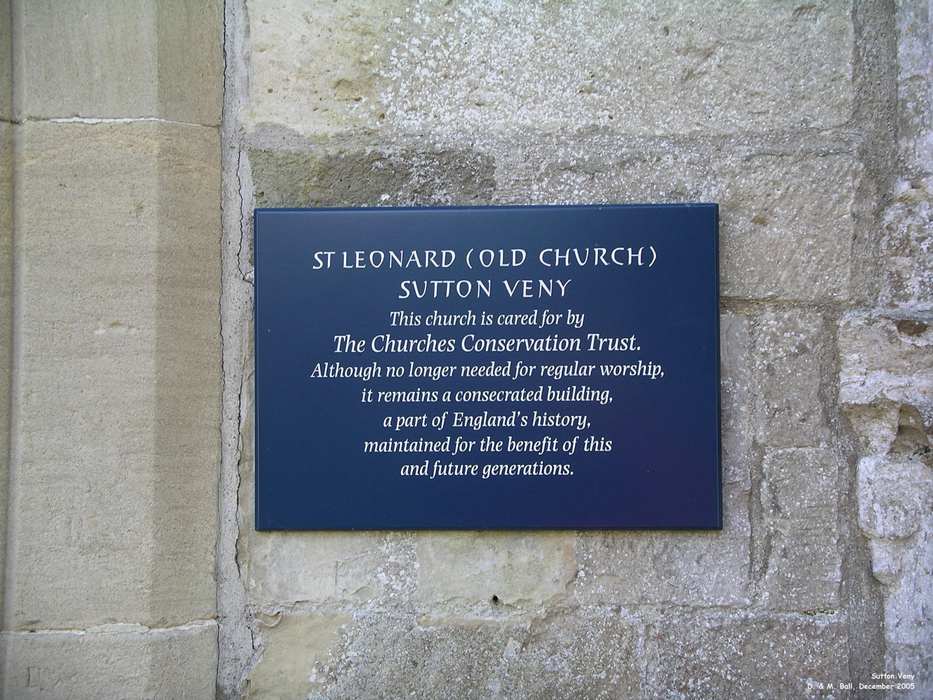 ST LEONARD (OLD CHURCH)
SUTTON VENY
This church is cared for by
The Churches Conservation Trust.
Although no longer needed for regular worship,
it remains a consecrated building,
a part of England's history,
maintained for the benefit of this
and future generations.
Sutton Veny
D. & M. Ball, December 2005